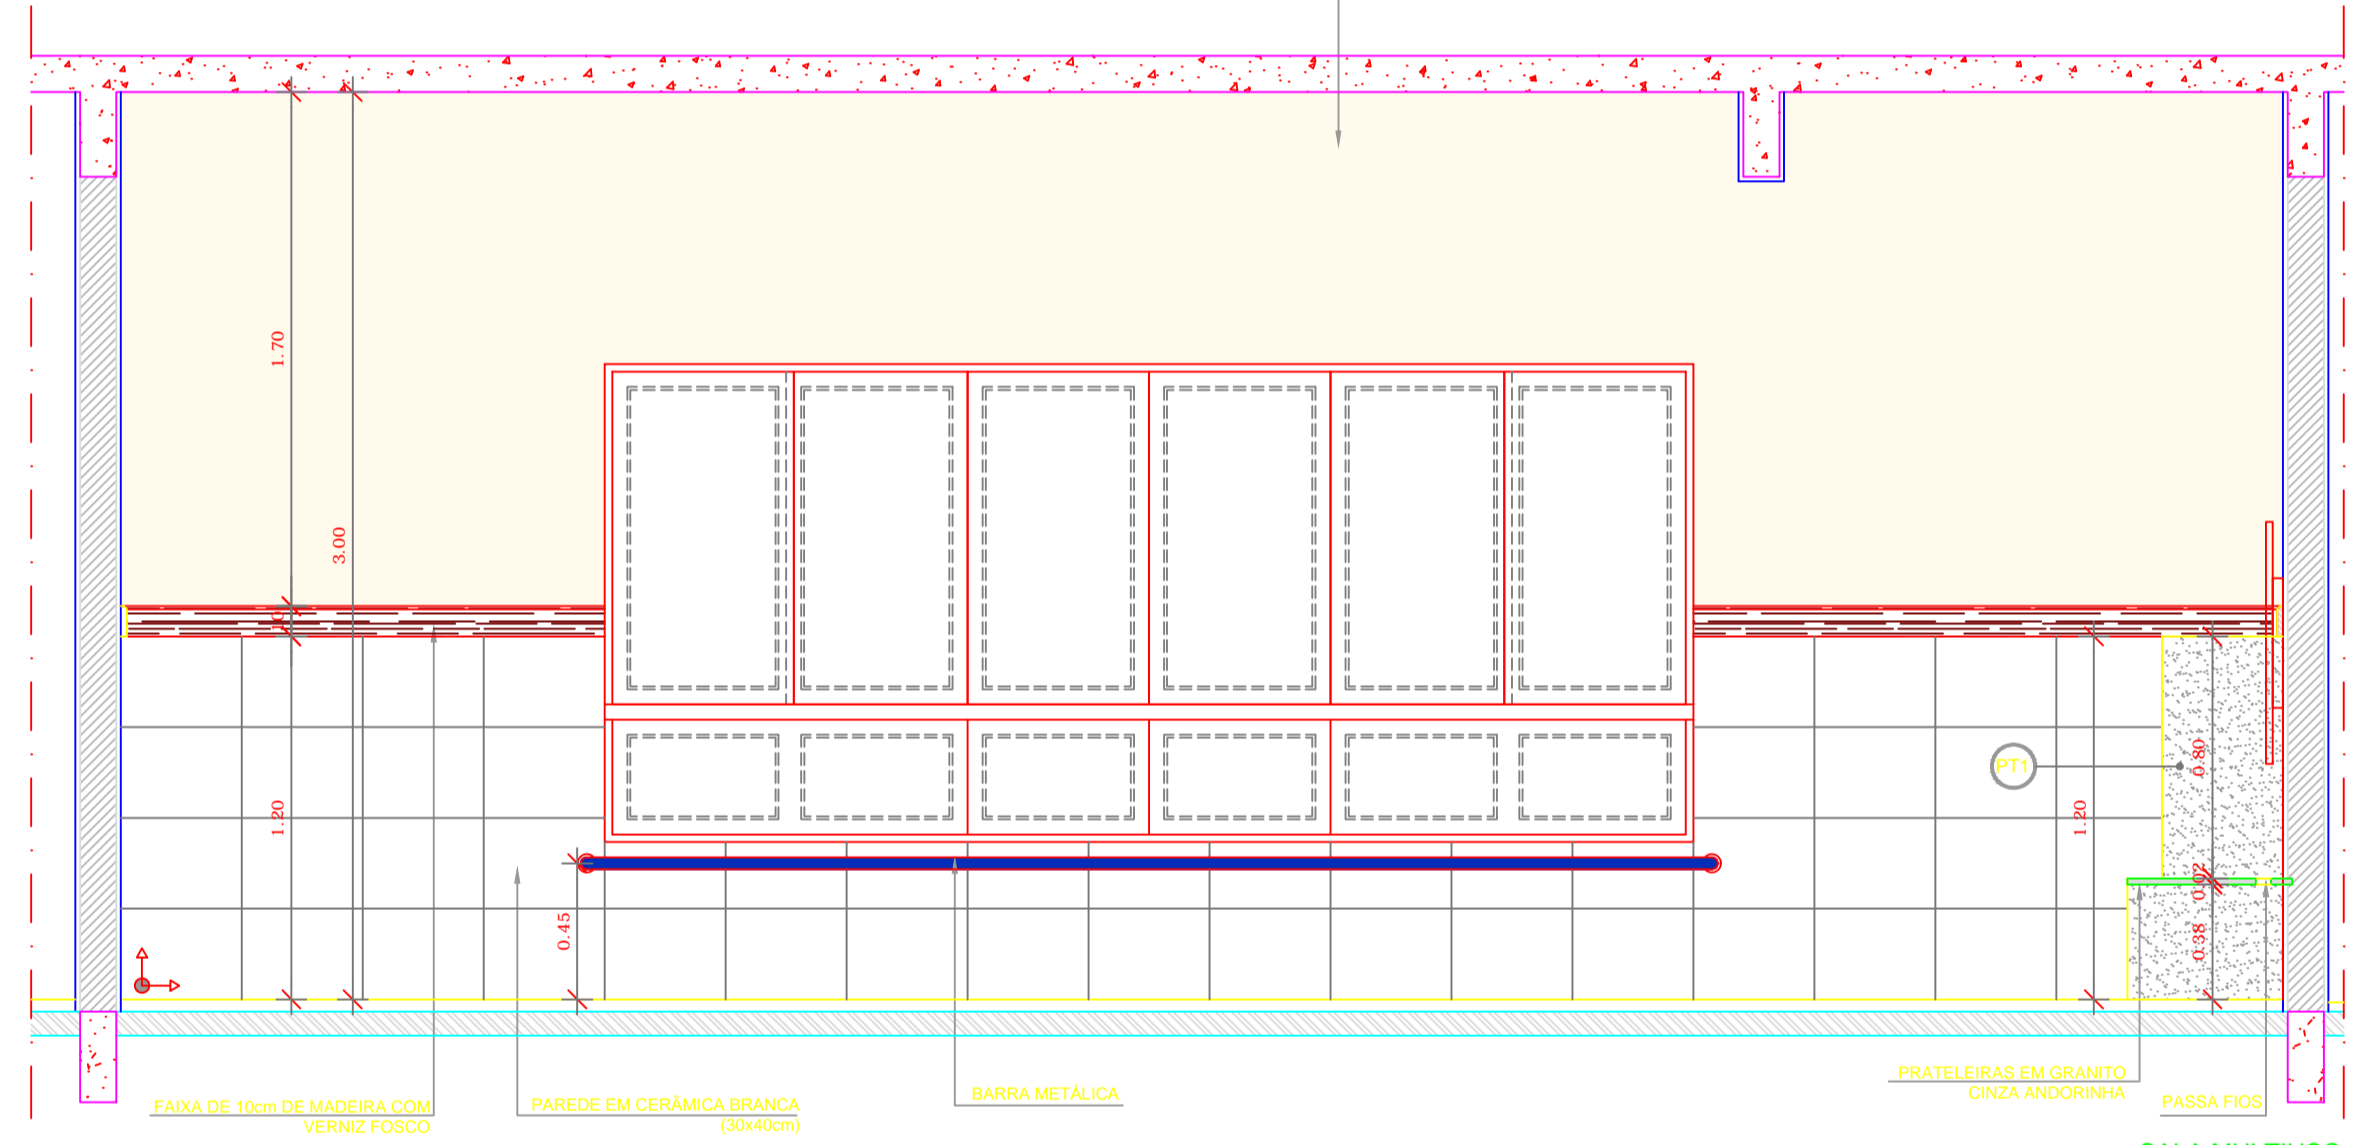 1.70
3.00
10
1.20
0.45
PT1
0.80
1.20
0.02
0.38
FAIXA DE 10cm DE MADEIRA COM
VERNIZ FOSCO
PAREDE EM CERÂMICA BRANCA
(30x40cm)
BARRA METÁLICA
PRATELEIRAS EM GRANITO
CINZA ANDORINHA
PASSA FIOS